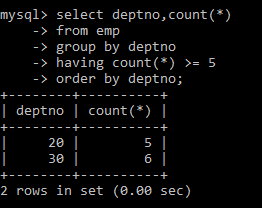 mysql> select deptno,count(*)
    -> from emp
    -> group by deptno
    -> having count(*) >= 5
    -> order by deptno;
+--------+----------+
| deptno | count(*) |
+--------+----------+
|     20 |        5 |
|     30 |        6 |
+--------+----------+
2 rows in set (0.00 sec)